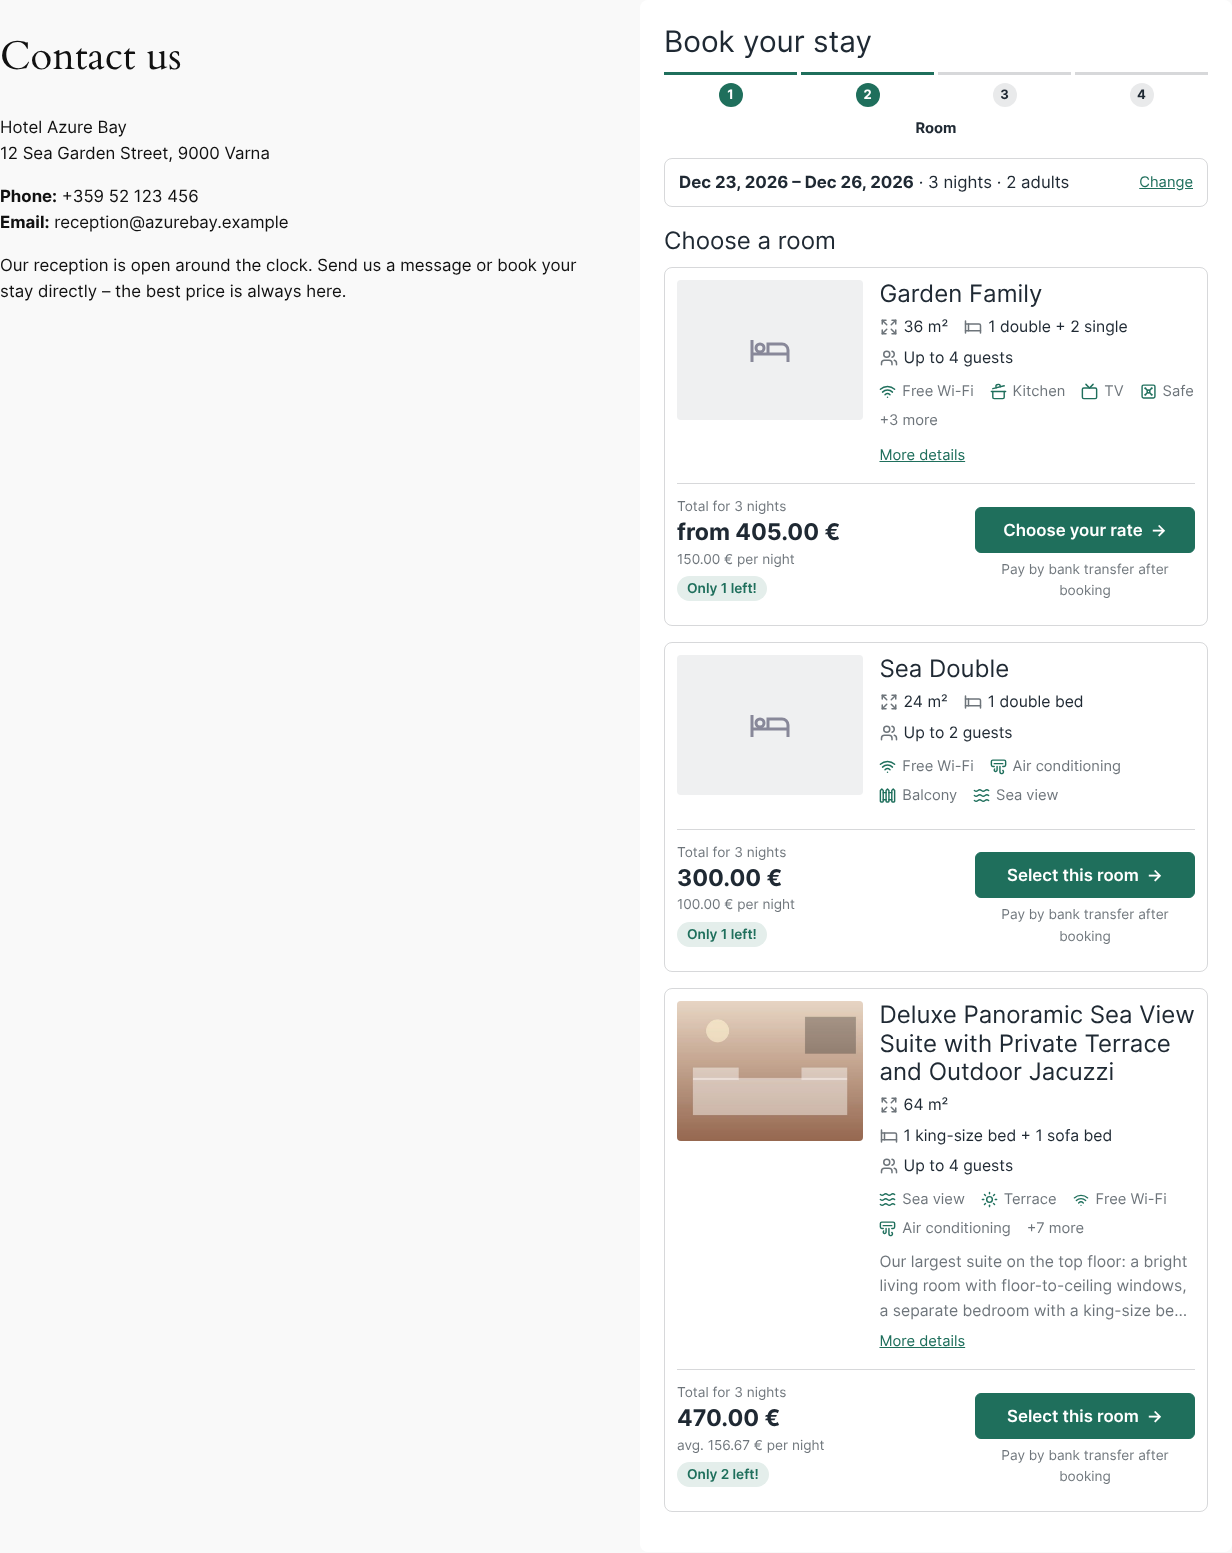 Contact us
Hotel Azure Bay
12 Sea Garden Street, 9000 Varna
Phone: +359 52 123 456
Email: reception@azurebay.example
Our reception is open around the clock. Send us a message or book your
stay directly – the best price is always here.
Book your stay
1
2
3
4
Room
Dec 23, 2026 – Dec 26, 2026 · 3 nights · 2 adults
Change
Choose a room
Garden Family
36 m² 1 double + 2 single
Up to 4 guests
Free Wi-Fi Kitchen TV Safe
+3 more
More details
Total for 3 nights
from 405.00 €
150.00 € per night
Only 1 left!
Choose your rate →
Pay by bank transfer after
booking
Sea Double
24 m² 1 double bed
Up to 2 guests
Free Wi-Fi Air conditioning
Balcony Sea view
Total for 3 nights
300.00 €
100.00 € per night
Only 1 left!
Select this room →
Pay by bank transfer after
booking
Deluxe Panoramic Sea View
Suite with Private Terrace
and Outdoor Jacuzzi
64 m²
1 king-size bed + 1 sofa bed
Up to 4 guests
Sea view Terrace Free Wi-Fi
Air conditioning +7 more
Our largest suite on the top floor: a bright
living room with floor-to-ceiling windows,
a separate bedroom with a king-size be...
More details
Total for 3 nights
470.00 €
avg. 156.67 € per night
Only 2 left!
Select this room →
Pay by bank transfer after
booking